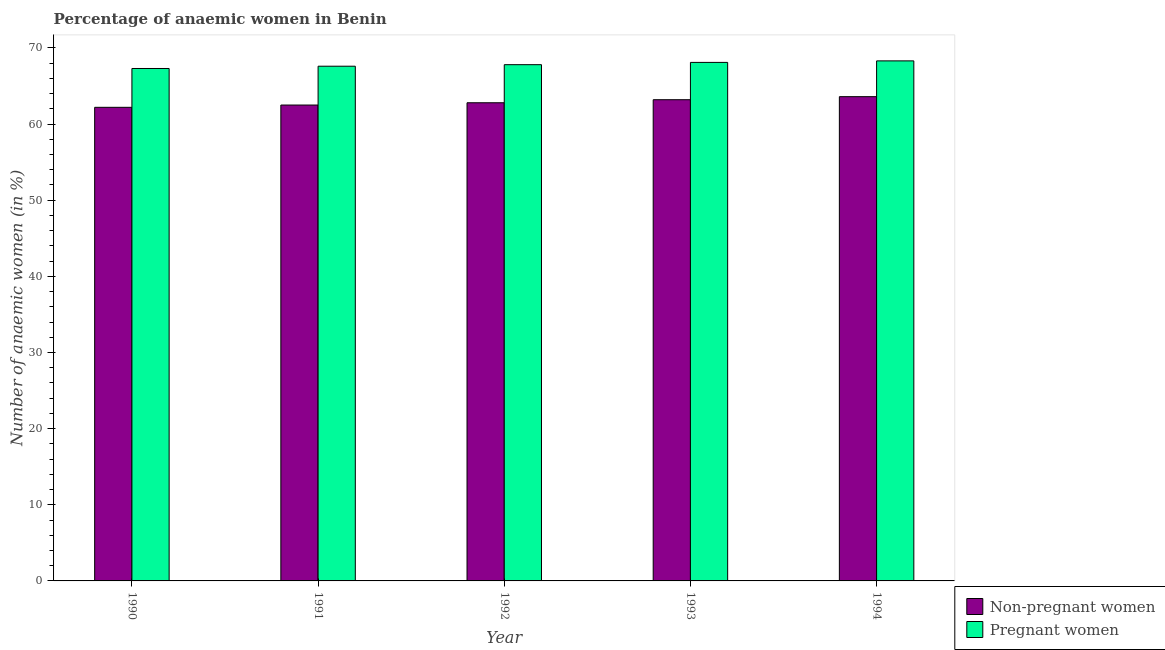 Percentage of anaemic women in Benin
Number of anaemic women (in %)
70
60
50
40
30
20
10
0
1990
1991
1992
1993
1994
Year
Non-pregnant women
Pregnant women